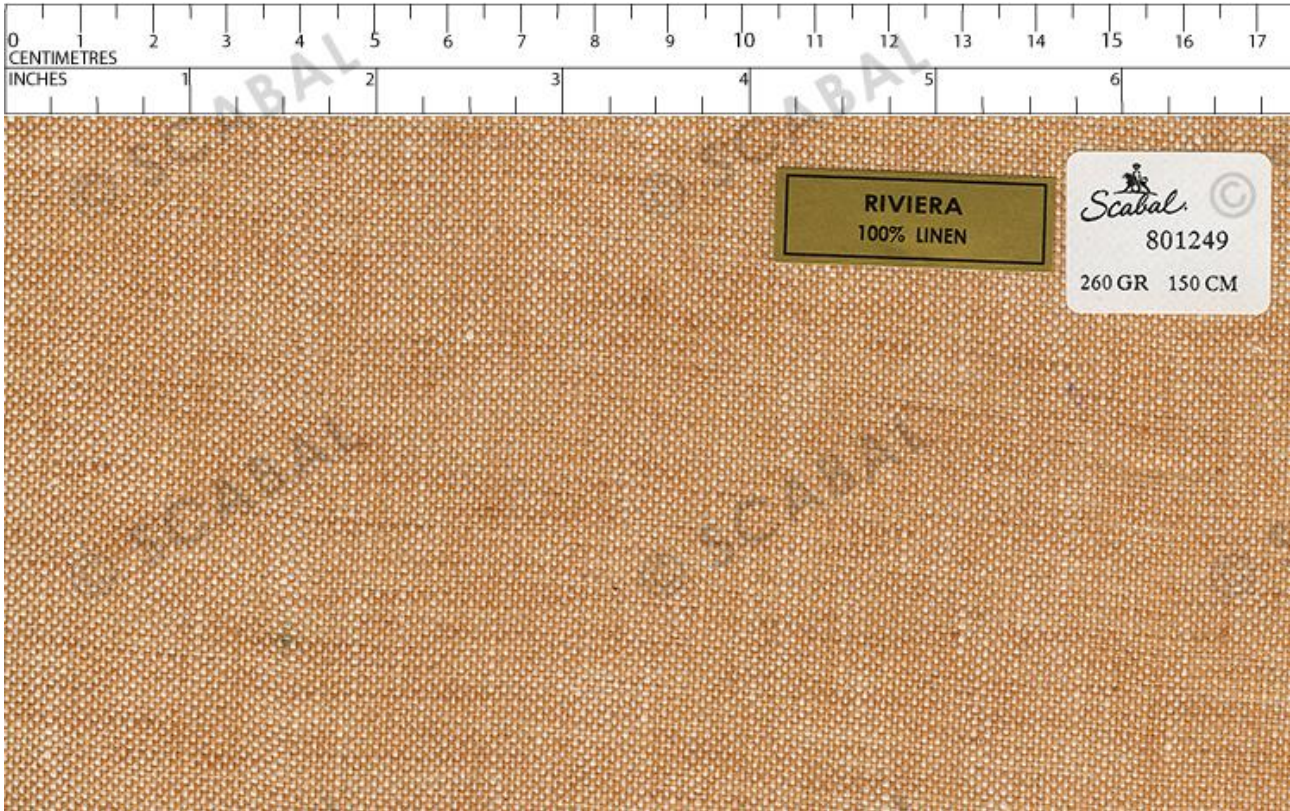 0 1 2 3 4 5 6 7 8 9 10 11 12 13 14 15 16 17
CENTIMETRES
INCHES 1 2 3 4 5 6
© SCABAL
© SCABAL
RIVIERA
100% LINEN
Scabal. ©
801249
260 GR 150 CM
© SCABAL
© SCABAL
©